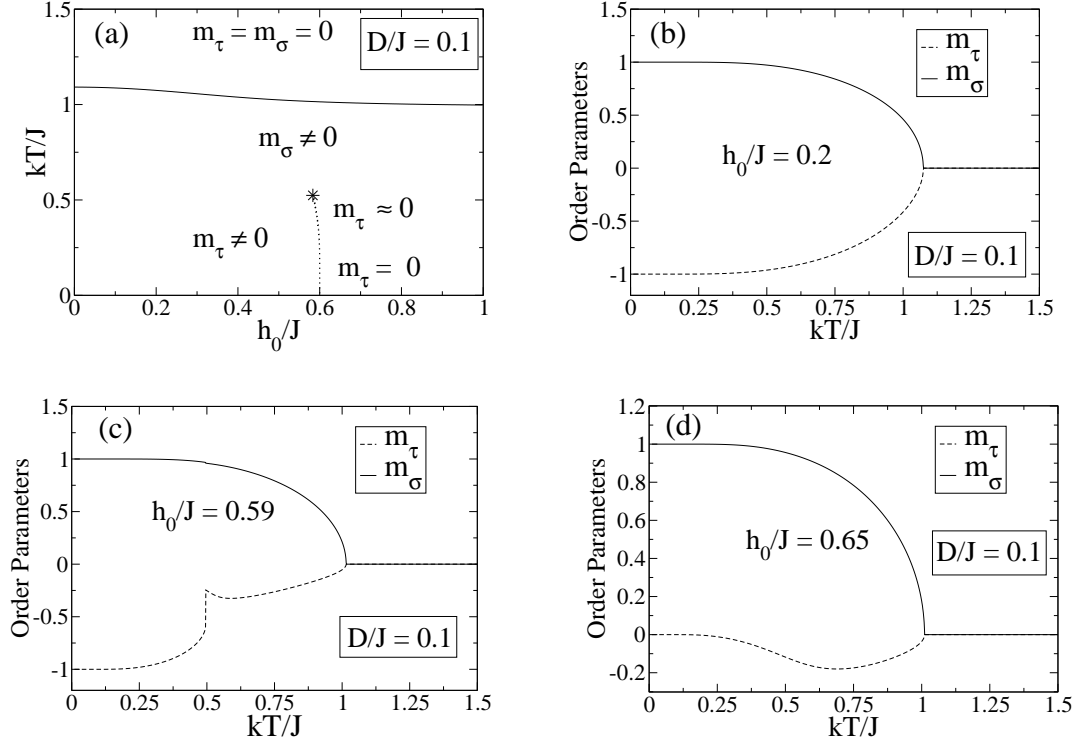 (a)
m_τ = m_σ = 0
D/J = 0.1
m_σ ≠ 0
m_τ ≈ 0
m_τ ≠ 0
m_τ = 0
kT/J
1.5
1
0.5
0
0 0.2 0.4 0.6 0.8 1
h_0/J
(b)
m_τ
m_σ
h_0/J = 0.2
D/J = 0.1
Order Parameters
1.5
1
0.5
0
-0.5
-1
0 0.25 0.5 0.75 1 1.25 1.5
kT/J
(c)
m_τ
m_σ
h_0/J = 0.59
D/J = 0.1
Order Parameters
1.5
1
0.5
0
-0.5
-1
0 0.25 0.5 0.75 1 1.25 1.5
kT/J
(d)
m_τ
m_σ
h_0/J = 0.65
D/J = 0.1
Order Parameters
1.2
1
0.8
0.6
0.4
0.2
0
-0.2
0 0.25 0.5 0.75 1 1.25 1.5
kT/J